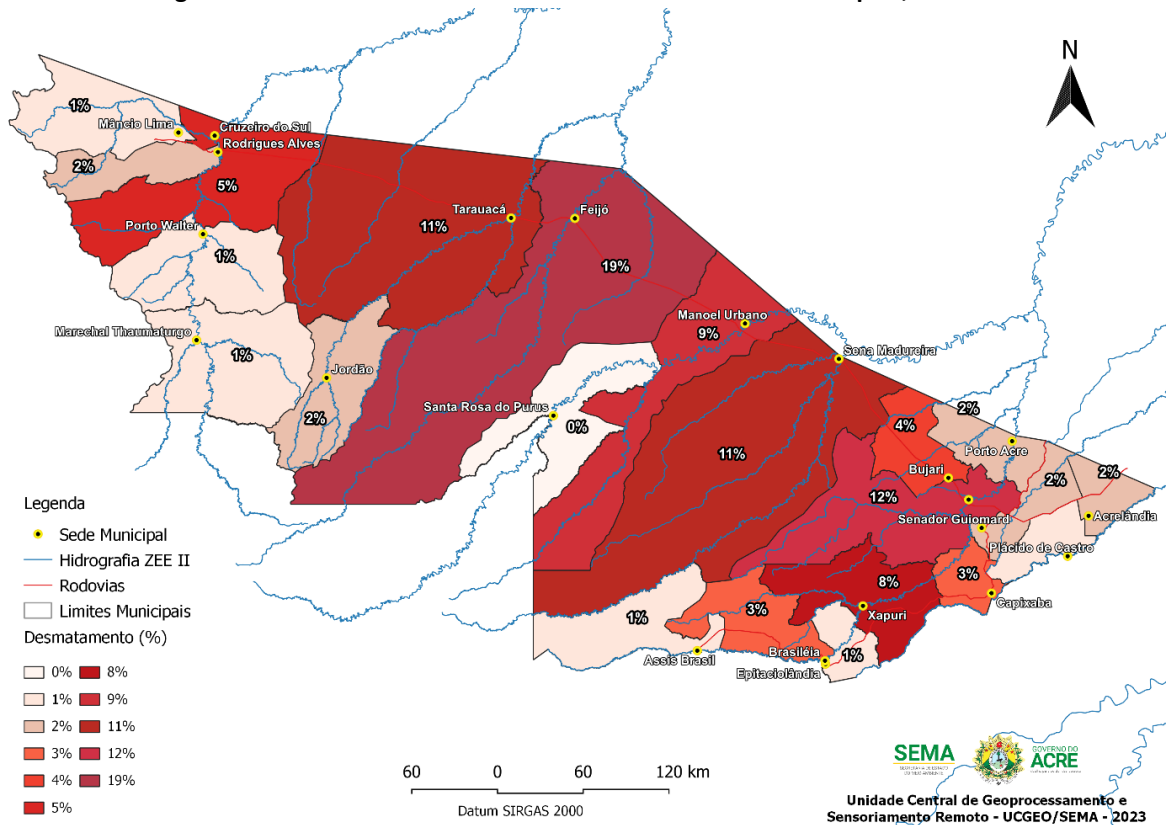 N
1%
Mâncio Lima
Cruzeiro do Sul
Rodrigues Alves
2%
5%
Tarauacá
Feijó
11%
Porto Walter
1%
19%
Manoel Urbano
9%
Marechal Thaumaturgo
1%
Sena Madureira
Jordão
Santa Rosa do Purus
0%
2%
2%
4%
Porto Acre
11%
Bujari
2%
2%
12%
Acrelândia
Senador Guiomard
Plácido de Castro
3%
8%
Capixaba
1%
3%
Xapuri
Assis Brasil
Brasiléia
1%
Epitaciolândia
Legenda
Sede Municipal
Hidrografia ZEE II
Rodovias
Limites Municipais
Desmatamento (%)
0% 8%
1% 9%
2% 11%
3% 12%
4% 19%
5%
60 0 60 120 km
Datum SIRGAS 2000
SEMA
GOVERNO DO
ACRE
Unidade Central de Geoprocessamento e
Sensoriamento Remoto - UCGEO/SEMA - 2023